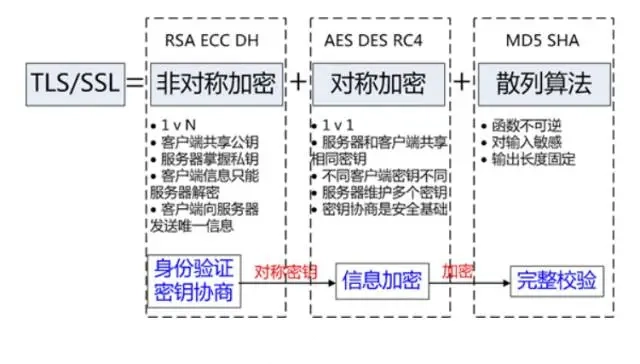 RSA ECC DH
AES DES RC4
MD5 SHA
TLS/SSL = 非对称加密 + 对称加密 + 散列算法
• 1 v N
• 客户端共享公钥
• 服务器掌握私钥
• 客户端信息只能
服务器解密
• 客户端向服务器
发送唯一信息
• 1 v 1
• 服务器和客户端共享
相同密钥
• 不同客户端密钥不同
• 服务器维护多个密钥
• 密钥协商是安全基础
• 函数不可逆
• 对输入敏感
• 输出长度固定
身份验证
密钥协商
对称密钥
信息加密
加密
完整校验